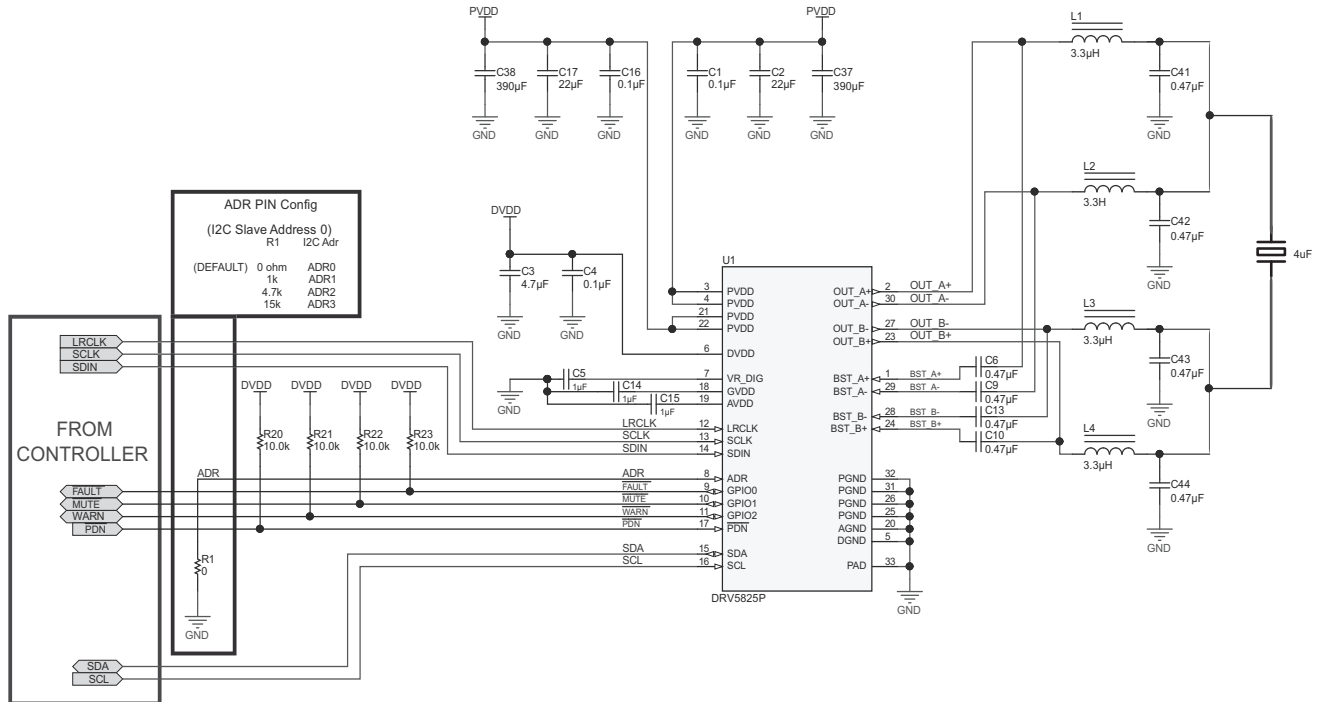 PVDD
PVDD
C38
390µF
C17
22µF
C16
0.1µF
C1
0.1µF
C2
22µF
C37
390µF
GND
GND
GND
GND
GND
GND
L1
3.3µH
C41
0.47µF
GND
L2
3.3H
C42
0.47µF
GND
4uF
L3
3.3µH
C43
0.47µF
GND
L4
3.3µH
C44
0.47µF
GND
ADR PIN Config
(I2C Slave Address 0)
R1 I2C Adr
(DEFAULT) 0 ohm ADR0
1k ADR1
4.7k ADR2
15k ADR3
DVDD
C3
4.7µF
C4
0.1µF
GND
GND
U1
3 PVDD
4 PVDD
21 PVDD
22 PVDD
6 DVDD
7 VR_DIG
18 GVDD
19 AVDD
LRCLK 12 LRCLK
SCLK 13 SCLK
SDIN 14 SDIN
ADR 8 ADR
FAULT 9 GPIO0
MUTE 10 GPIO1
WARN 11 GPIO2
PDN 17 PDN
SDA 15 SDA
SCL 16 SCL
OUT_A+ 2 OUT_A+
OUT_A- 30 OUT_A-
OUT_B- 27 OUT_B-
OUT_B+ 23 OUT_B+
BST_A+ 1 BST_A+
BST_A- 29 BST_A-
BST_B- 28 BST_B-
BST_B+ 24 BST_B+
PGND 32
PGND 31
PGND 26
PGND 25
AGND 20
DGND 5
PAD 33
DRV5825P
GND
C6
0.47µF
C9
0.47µF
C13
0.47µF
C10
0.47µF
C5
1µF
C14
1µF
C15
1µF
GND
LRCLK
SCLK
SDIN
FROM
CONTROLLER
FAULT
MUTE
WARN
PDN
SDA
SCL
DVDD
DVDD
DVDD
DVDD
R20
10.0k
R21
10.0k
R22
10.0k
R23
10.0k
ADR
R1
0
GND